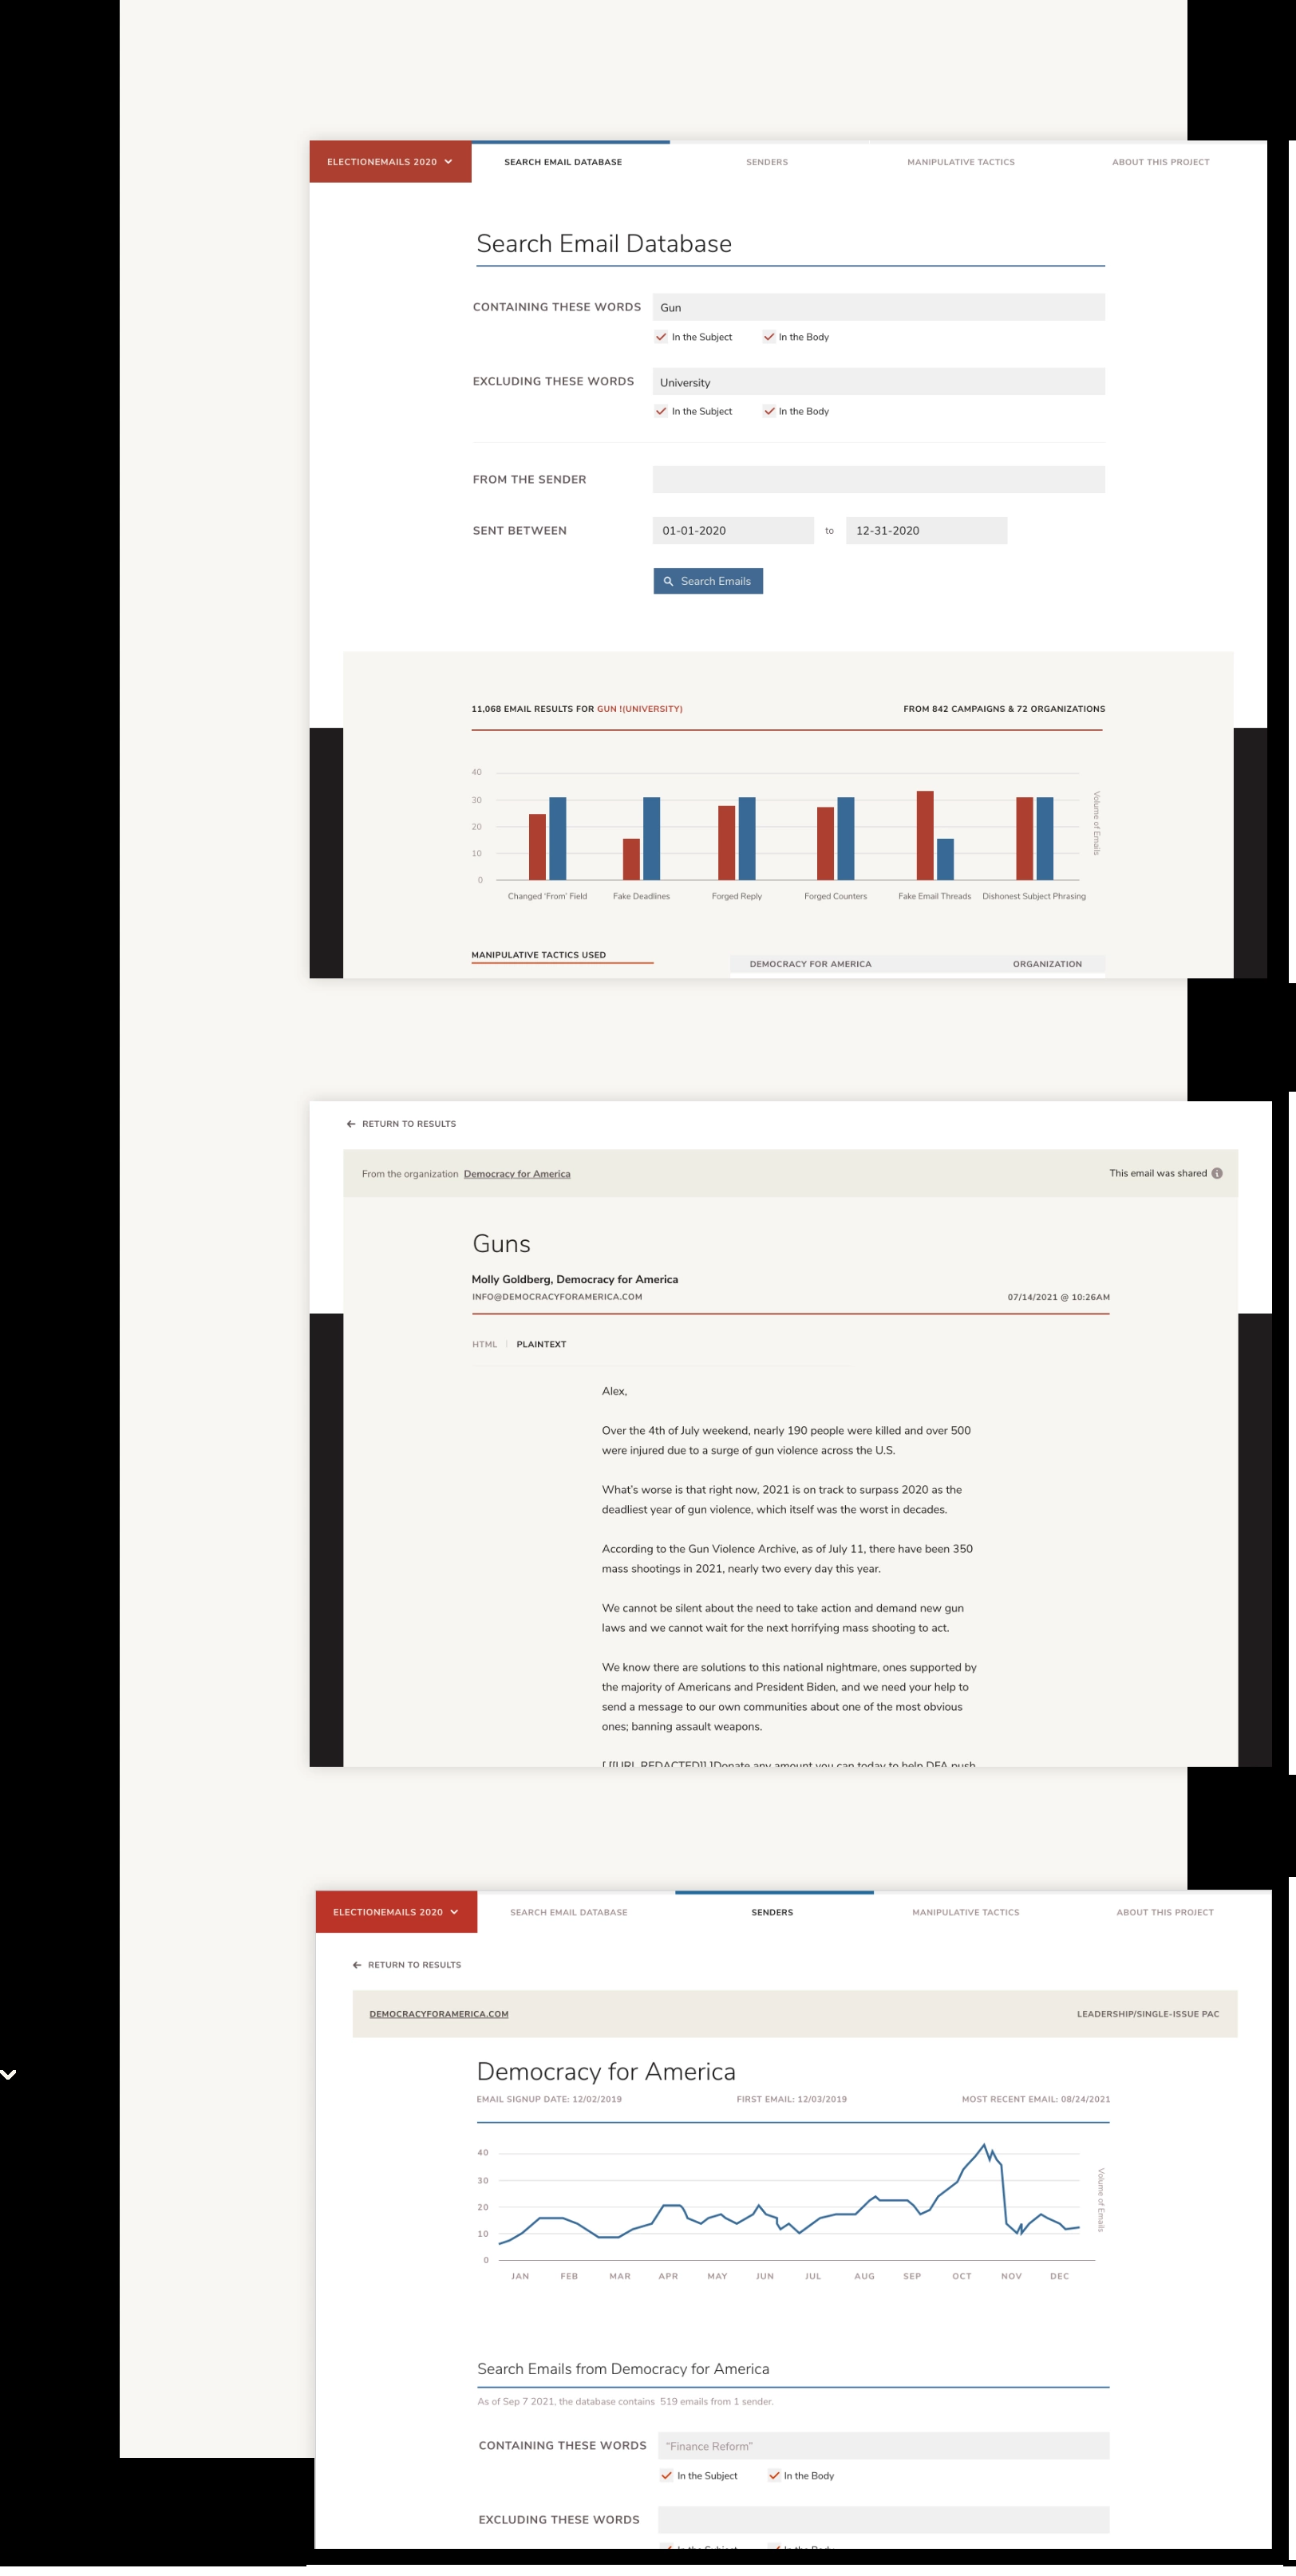 ELECTIONEMAILS 2020
SEARCH EMAIL DATABASE
SENDERS
MANIPULATIVE TACTICS
ABOUT THIS PROJECT
Search Email Database
CONTAINING THESE WORDS
Gun
In the Subject
In the Body
EXCLUDING THESE WORDS
University
In the Subject
In the Body
FROM THE SENDER
SENT BETWEEN
01-01-2020
to
12-31-2020
Search Emails
11,068 EMAIL RESULTS FOR GUN !(UNIVERSITY)
FROM 842 CAMPAIGNS & 72 ORGANIZATIONS
40
30
20
10
0
Volume of Emails
Changed 'From' Field
Fake Deadlines
Forged Reply
Forged Counters
Fake Email Threads
Dishonest Subject Phrasing
MANIPULATIVE TACTICS USED
DEMOCRACY FOR AMERICA
ORGANIZATION
RETURN TO RESULTS
From the organization Democracy for America
This email was shared
Guns
Molly Goldberg, Democracy for America
INFO@DEMOCRACYFORAMERICA.COM
07/14/2021 @ 10:26AM
HTML | PLAINTEXT
Alex,
Over the 4th of July weekend, nearly 190 people were killed and over 500
were injured due to a surge of gun violence across the U.S.
What's worse is that right now, 2021 is on track to surpass 2020 as the
deadliest year of gun violence, which itself was the worst in decades.
According to the Gun Violence Archive, as of July 11, there have been 350
mass shootings in 2021, nearly two every day this year.
We cannot be silent about the need to take action and demand new gun
laws and we cannot wait for the next horrifying mass shooting to act.
We know there are solutions to this national nightmare, ones supported by
the majority of Americans and President Biden, and we need your help to
send a message to our own communities about one of the most obvious
ones; banning assault weapons.
[ [[URL REDACTED]] ]Donate any amount you can today to help DFA push
ELECTIONEMAILS 2020
SEARCH EMAIL DATABASE
SENDERS
MANIPULATIVE TACTICS
ABOUT THIS PROJECT
RETURN TO RESULTS
DEMOCRACYFORAMERICA.COM
LEADERSHIP/SINGLE-ISSUE PAC
Democracy for America
EMAIL SIGNUP DATE: 12/02/2019
FIRST EMAIL: 12/03/2019
MOST RECENT EMAIL: 08/24/2021
40
30
20
10
0
Volume of Emails
JAN
FEB
MAR
APR
MAY
JUN
JUL
AUG
SEP
OCT
NOV
DEC
Search Emails from Democracy for America
As of Sep 7 2021, the database contains 519 emails from 1 sender.
CONTAINING THESE WORDS
"Finance Reform"
In the Subject
In the Body
EXCLUDING THESE WORDS
In the Subject
In the Body